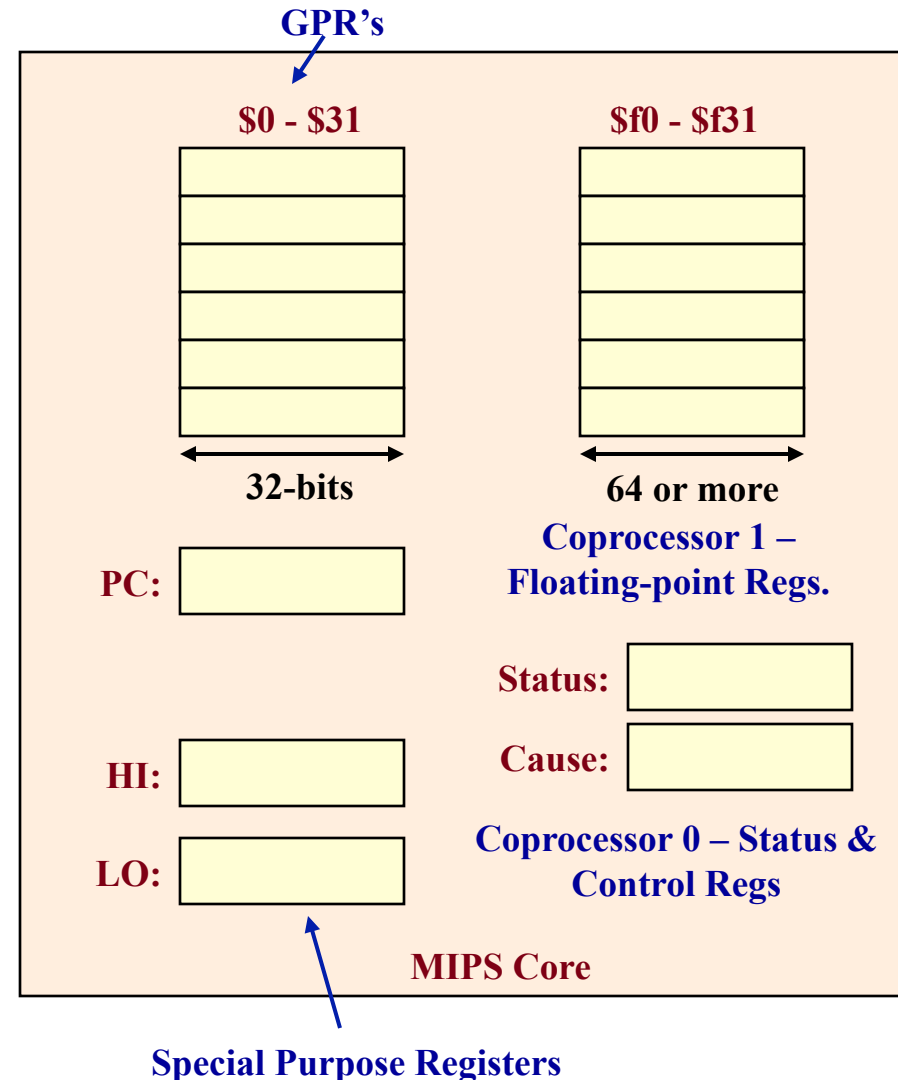 GPR’s
$0 - $31
$f0 - $f31
32-bits
64 or more
Coprocessor 1 –
Floating-point Regs.
PC:
Status:
Cause:
HI:
LO:
Coprocessor 0 – Status &
Control Regs
MIPS Core
Special Purpose Registers